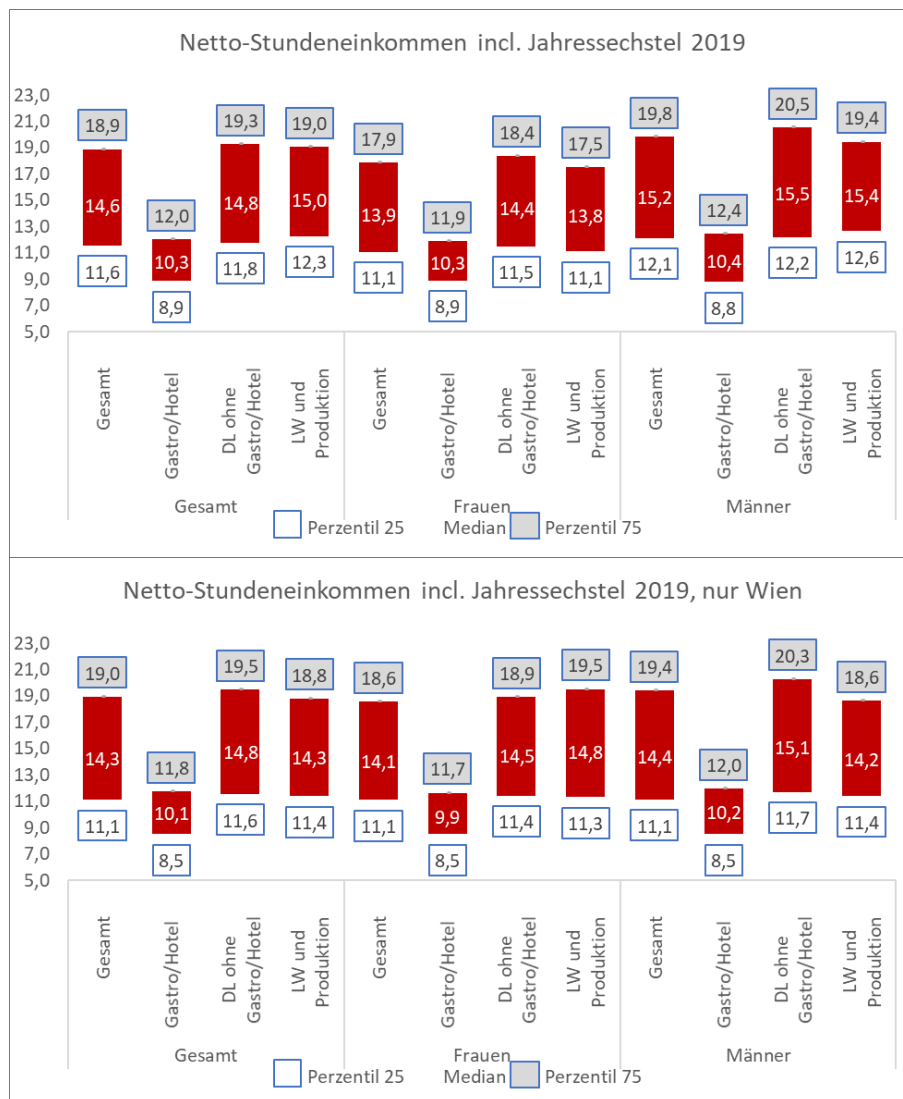 Netto-Stundeneinkommen incl. Jahressechstel 2019
23,0
21,0
19,0
17,0
15,0
13,0
11,0
9,0
7,0
5,0
18,9
14,6
11,6
12,0
10,3
8,9
19,3
14,8
11,8
19,0
15,0
12,3
17,9
13,9
11,1
11,9
10,3
8,9
18,4
14,4
11,5
17,5
13,8
11,1
19,8
15,2
12,1
12,4
10,4
8,8
20,5
15,5
12,2
19,4
15,4
12,6
Gesamt
Gastro/Hotel
DL ohne
Gastro/Hotel
LW und
Produktion
Gesamt
Gastro/Hotel
DL ohne
Gastro/Hotel
LW und
Produktion
Gesamt
Gastro/Hotel
DL ohne
Gastro/Hotel
LW und
Produktion
Gesamt Frauen Männer
Perzentil 25 Median Perzentil 75
Netto-Stundeneinkommen incl. Jahressechstel 2019, nur Wien
23,0
21,0
19,0
17,0
15,0
13,0
11,0
9,0
7,0
5,0
19,0
14,3
11,1
11,8
10,1
8,5
19,5
14,8
11,6
18,8
14,3
11,4
18,6
14,1
11,1
11,7
9,9
8,5
18,9
14,5
11,4
19,5
14,8
11,3
19,4
14,4
11,1
12,0
10,2
8,5
20,3
15,1
11,7
18,6
14,2
11,4
Gesamt
Gastro/Hotel
DL ohne
Gastro/Hotel
LW und
Produktion
Gesamt
Gastro/Hotel
DL ohne
Gastro/Hotel
LW und
Produktion
Gesamt
Gastro/Hotel
DL ohne
Gastro/Hotel
LW und
Produktion
Gesamt Frauen Männer
Perzentil 25 Median Perzentil 75